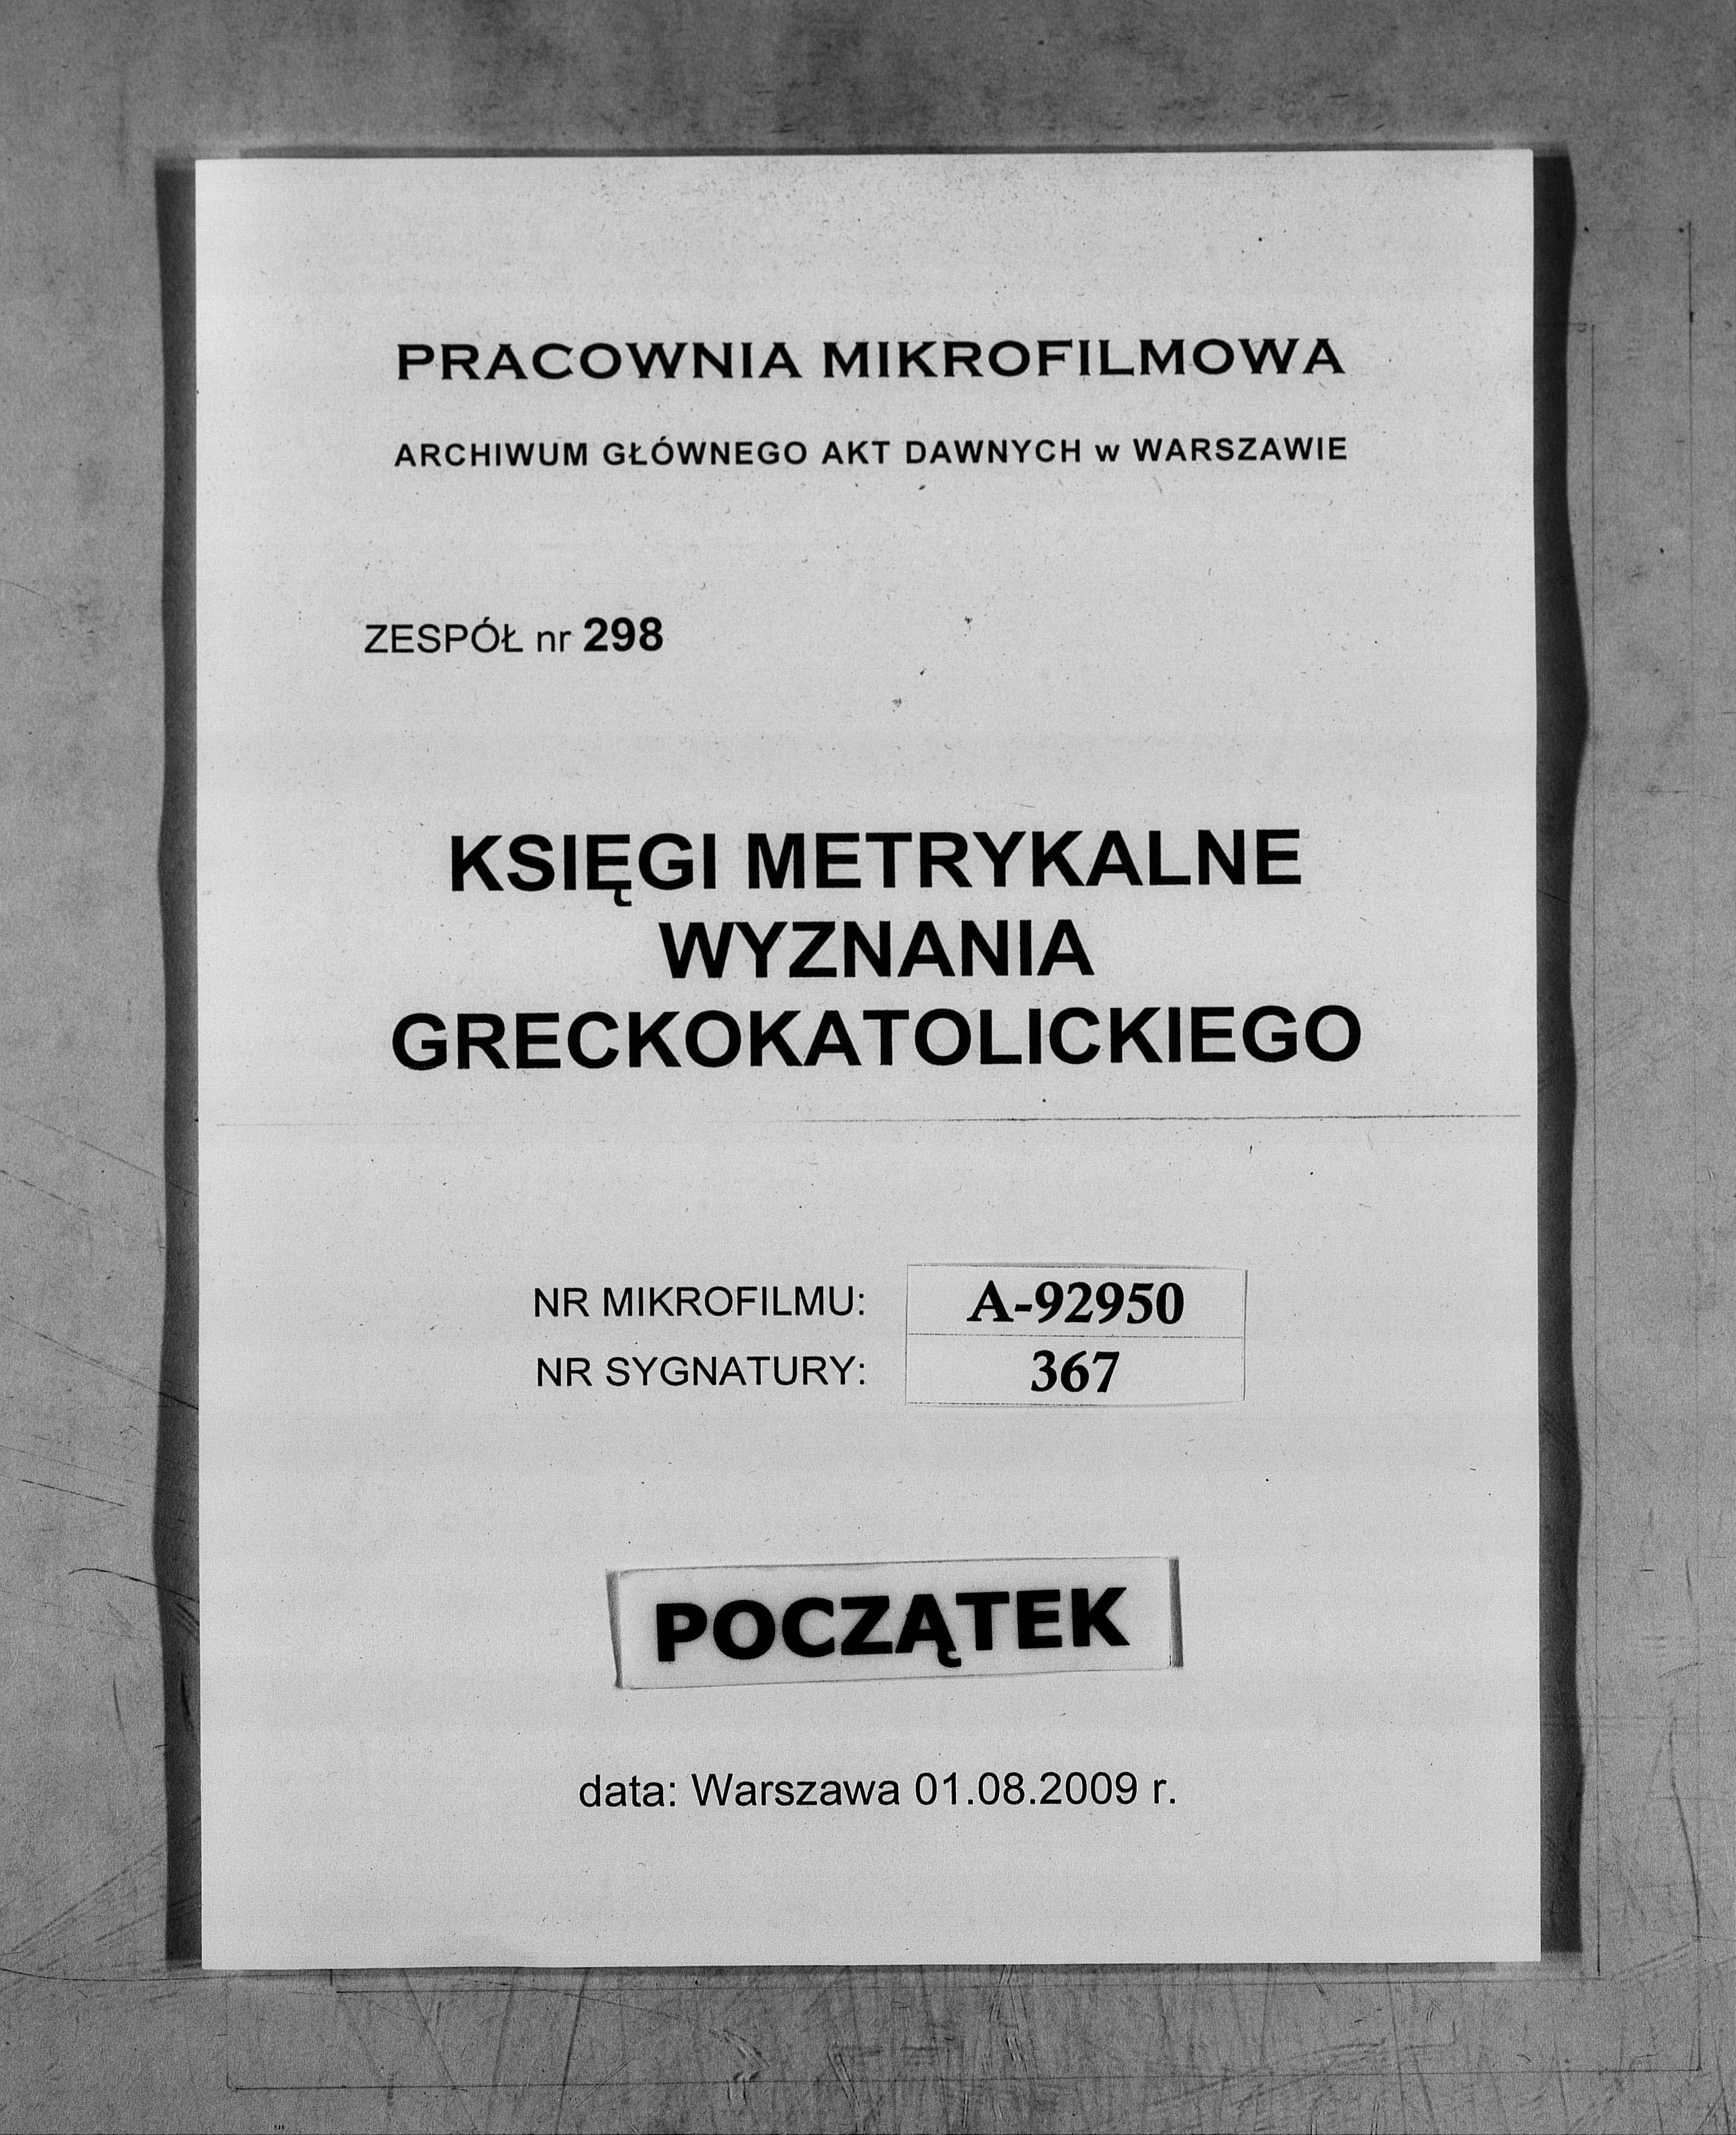 PRACOWNIA MIKROFILMOWA
ARCHIWUM GŁÓWNEGO AKT DAWNYCH w WARSZAWIE
ZESPÓŁ nr 298
KSIĘGI METRYKALNE
WYZNANIA
GRECKOKATOLICKIEGO
NR MIKROFILMU: A-92950
NR SYGNATURY: 367
POCZĄTEK
data: Warszawa 01.08.2009 r.